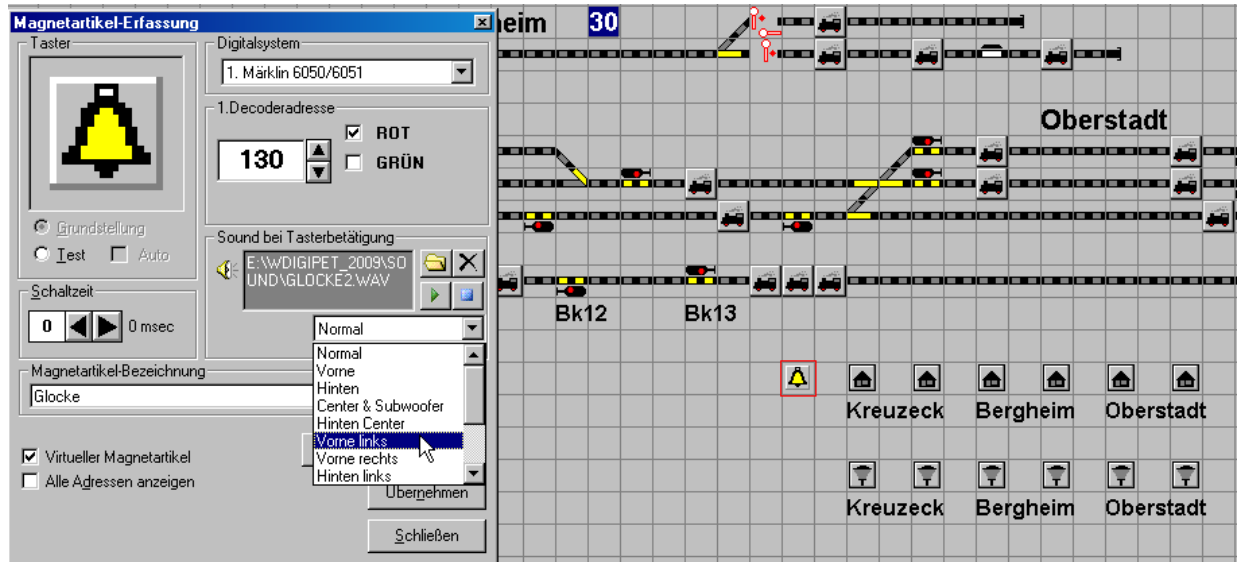 Magnetartikel-Erfassung
Taster
Grundstellung
Test
Auto
Schaltzeit
0
0 msec
Digitalsystem
1. Märklin 6050/6051
1.Decoderadresse
130
ROT
GRÜN
Sound bei Tasterbetätigung
E:\WDIGIPET_2009\SO
UND\GLOCKE2.WAV
Normal
Normal
Vorne
Hinten
Center & Subwoofer
Hinten Center
Vorne links
Vorne rechts
Hinten links
Magnetartikel-Bezeichnung
Glocke
Virtueller Magnetartikel
Alle Adressen anzeigen
Übernehmen
Schließen
heim
30
Oberstadt
Bk12
Bk13
Kreuzeck
Bergheim
Oberstadt
Kreuzeck
Bergheim
Oberstadt